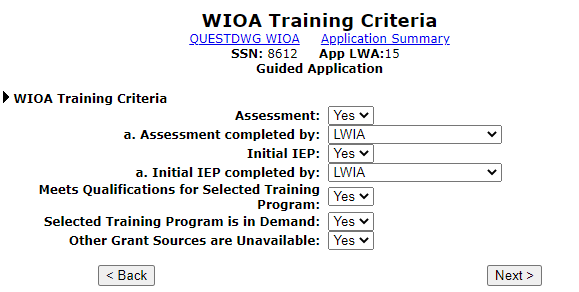 WIOA Training Criteria
QUESTDWG WIOA Application Summary
SSN: 8612 App LWA:15
Guided Application
WIOA Training Criteria
Assessment: Yes
a. Assessment completed by: LWIA
Initial IEP: Yes
a. Initial IEP completed by: LWIA
Meets Qualifications for Selected Training
Program: Yes
Selected Training Program is in Demand: Yes
Other Grant Sources are Unavailable: Yes
< Back Next >